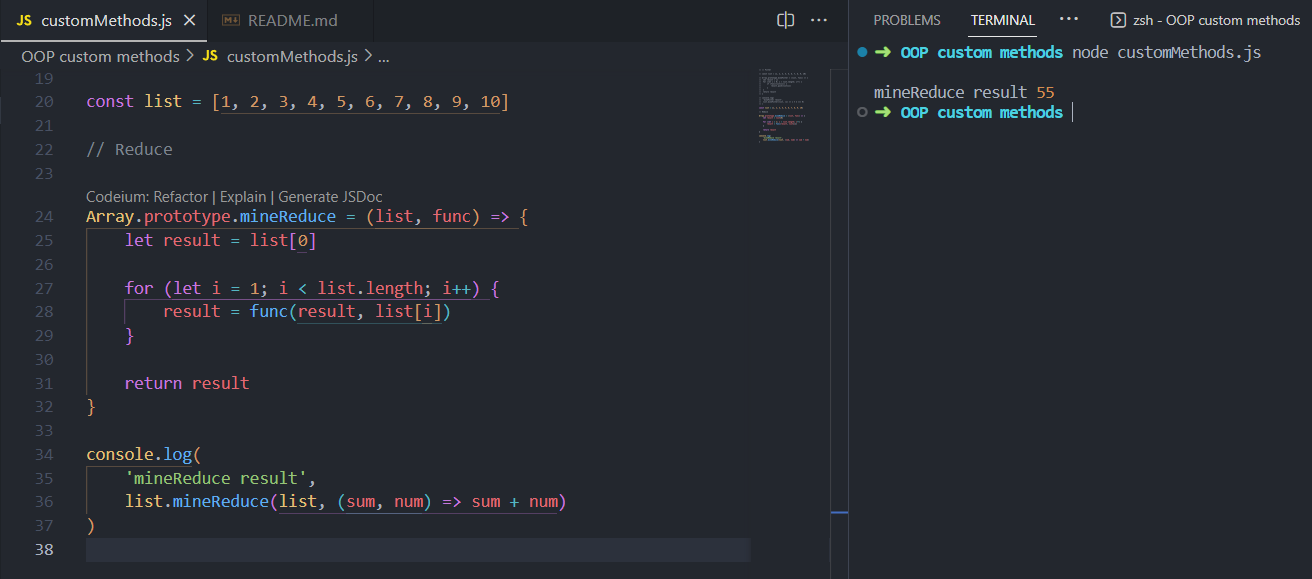 JS customMethods.js ×
README.md
OOP custom methods > JS customMethods.js > ...
19
20 const list = [1, 2, 3, 4, 5, 6, 7, 8, 9, 10]
21
22 // Reduce
23
Codeium: Refactor | Explain | Generate JSDoc
24 Array.prototype.mineReduce = (list, func) => {
25 let result = list[0]
26
27 for (let i = 1; i < list.length; i++) {
28 result = func(result, list[i])
29 }
30
31 return result
32 }
33
34 console.log(
35 'mineReduce result',
36 list.mineReduce(list, (sum, num) => sum + num)
37 )
38
PROBLEMS TERMINAL ··· zsh - OOP custom methods
➜ OOP custom methods node customMethods.js
mineReduce result 55
➜ OOP custom methods